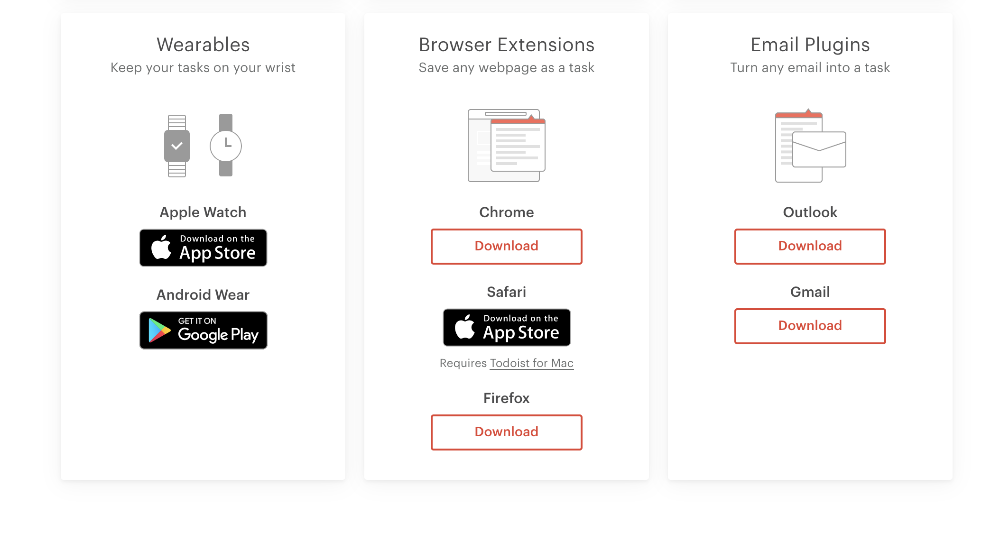 Wearables
Keep your tasks on your wrist
Apple Watch
Download on the
App Store
Android Wear
GET IT ON
Google Play
Browser Extensions
Save any webpage as a task
Chrome
Download
Safari
Download on the
App Store
Requires Todoist for Mac
Firefox
Download
Email Plugins
Turn any email into a task
Outlook
Download
Gmail
Download